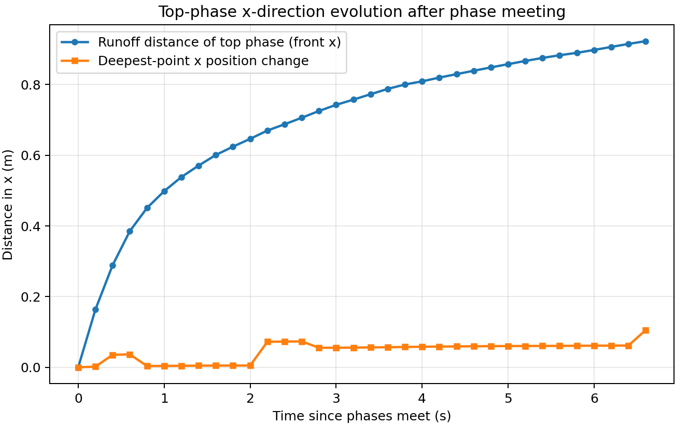 Top-phase x-direction evolution after phase meeting
Runoff distance of top phase (front x)
Deepest-point x position change
Distance in x (m)
0.8
0.6
0.4
0.2
0.0
0 1 2 3 4 5 6
Time since phases meet (s)